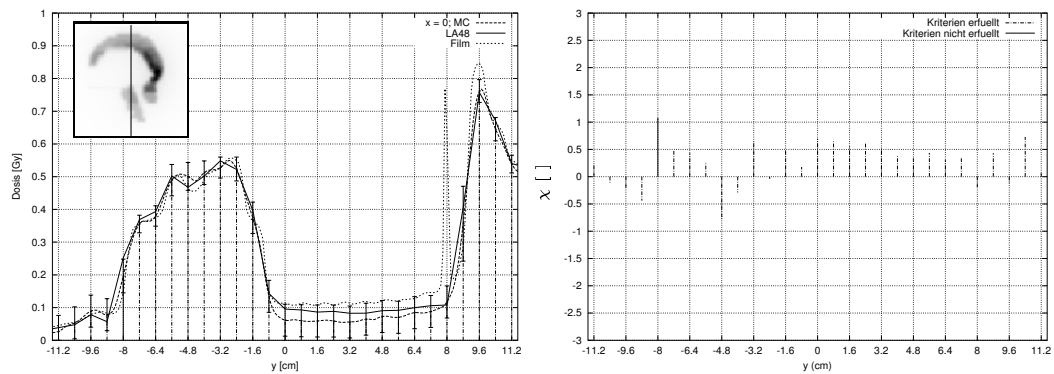 x = 0; MC
LA48
Film
Dosis [Gy]
1
0.9
0.8
0.7
0.6
0.5
0.4
0.3
0.2
0.1
0
-11.2 -9.6 -8 -6.4 -4.8 -3.2 -1.6 0 1.6 3.2 4.8 6.4 8 9.6 11.2
y [cm]
Kriterien erfuellt
Kriterien nicht erfuellt
χ [ ]
3
2.5
2
1.5
1
0.5
0
-0.5
-1
-1.5
-2
-2.5
-3
-11.2 -9.6 -8 -6.4 -4.8 -3.2 -1.6 0 1.6 3.2 4.8 6.4 8 9.6 11.2
y (cm)